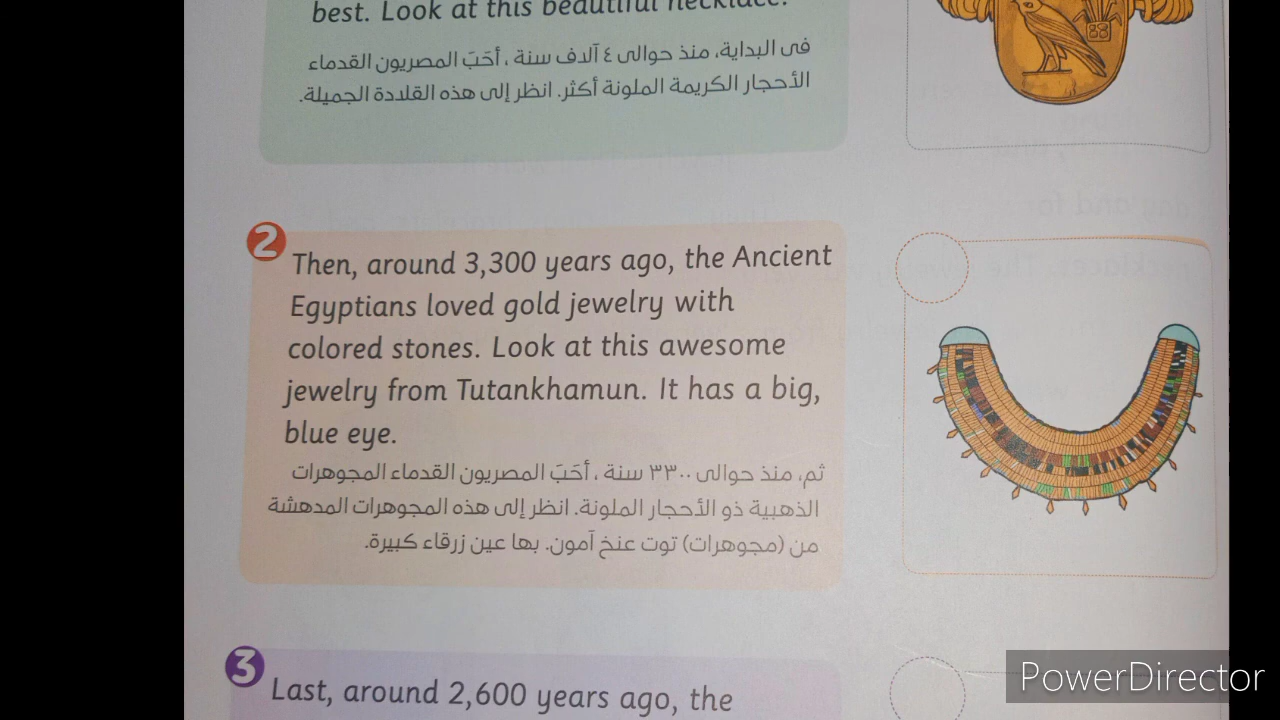 best. Look at this beautiful necklace.
فى البداية، منذ حوالى ٤ آلاف سنة ، أحَبَ المصريون القدماء
الأحجار الكريمة الملونة أكثر. انظر إلى هذه القلادة الجميلة.
2
Then, around 3,300 years ago, the Ancient
Egyptians loved gold jewelry with
colored stones. Look at this awesome
jewelry from Tutankhamun. It has a big,
blue eye.
ثم، منذ حوالى ٣٣٠٠ سنة ، أحَبَ المصريون القدماء المجوهرات
الذهبية ذو الأحجار الملونة. انظر إلى هذه المجوهرات المدهشة
من (مجوهرات) توت عنخ آمون. بها عين زرقاء كبيرة.
3
Last, around 2,600 years ago, the
PowerDirector